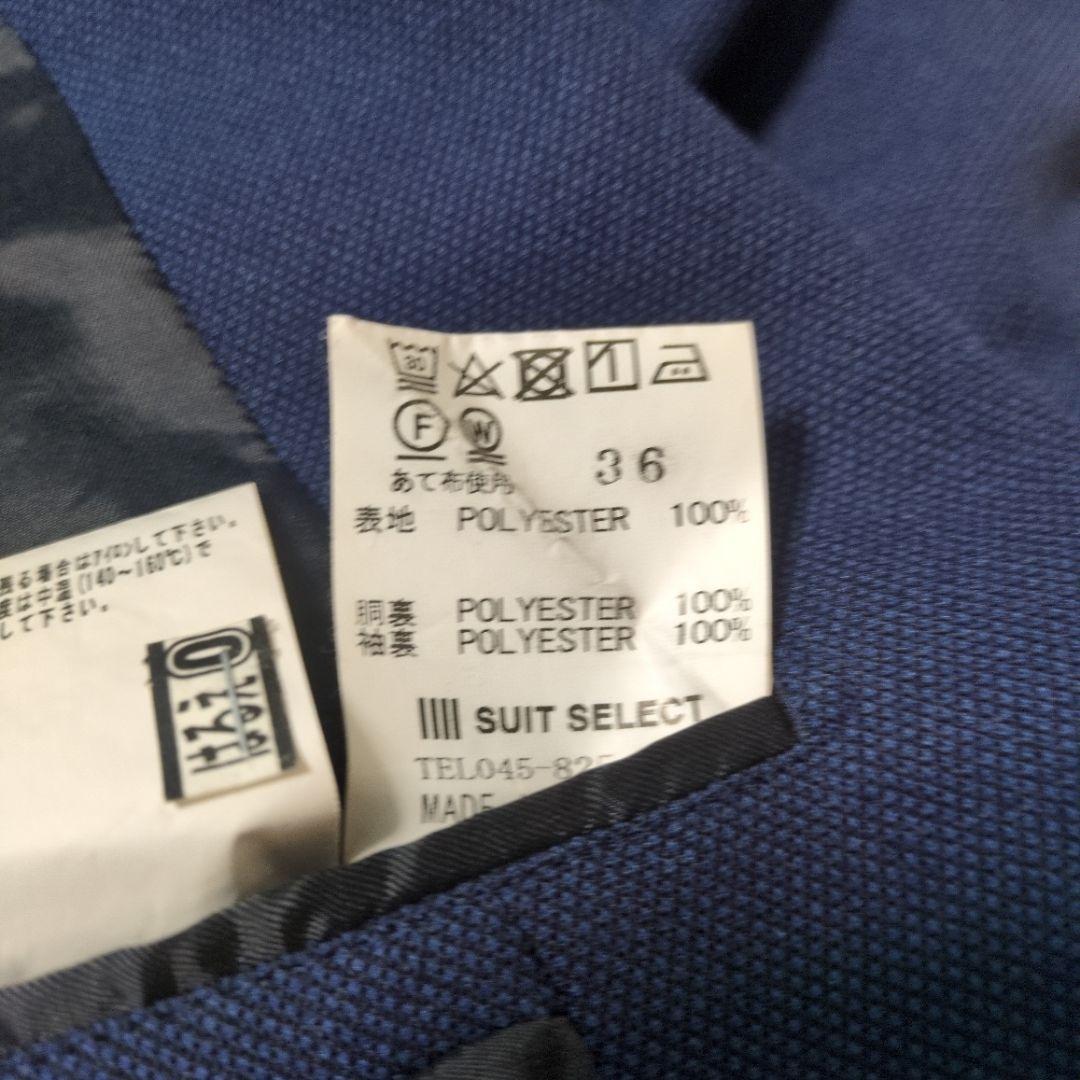 30
F W
36
あて布使用
表地 POLYESTER 100%
胴裏 POLYESTER 100%
袖裏 POLYESTER 100%
SUIT SELECT
TEL045-825
MADE
る場合はアイロンして下さい。
は中温(140～160℃)で
して下さい。